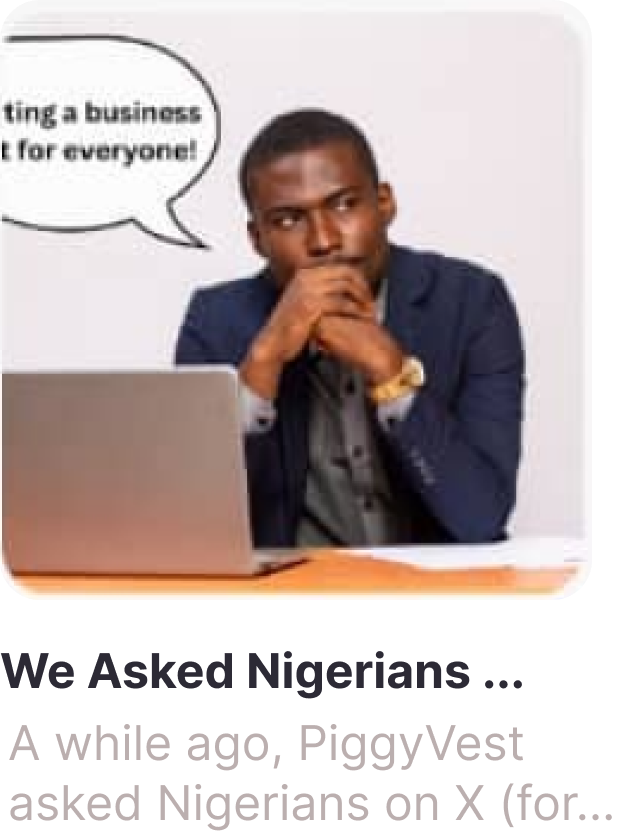 ting a business
t for everyone!
We Asked Nigerians ...
A while ago, PiggyVest
asked Nigerians on X (for...